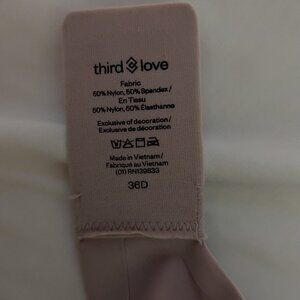 third love
Fabric
50% Nylon, 50% Spandex /
En Tissu
50% Nylon, 50% Élasthanne
Exclusive of decoration /
Exclusive de décoration
Made in Vietnam /
Fabriqué au Vietnam
(01) RN139833
36D